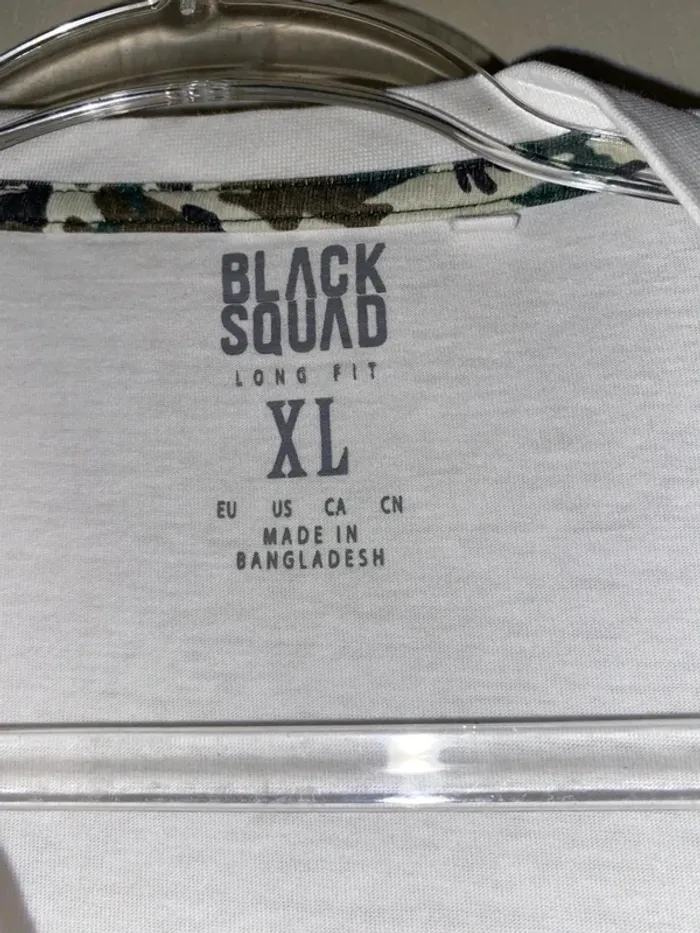 BLACK
SQUAD
LONG FIT
XL
EU US CA CN
MADE IN
BANGLADESH